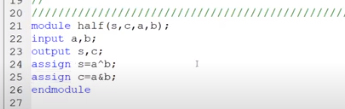 19 //
20 ////////////////////////////////////////////////////
21 module half(s,c,a,b);
22 input a,b;
23 output s,c;
24 assign s=a^b;
25 assign c=a&b;
26 endmodule
27